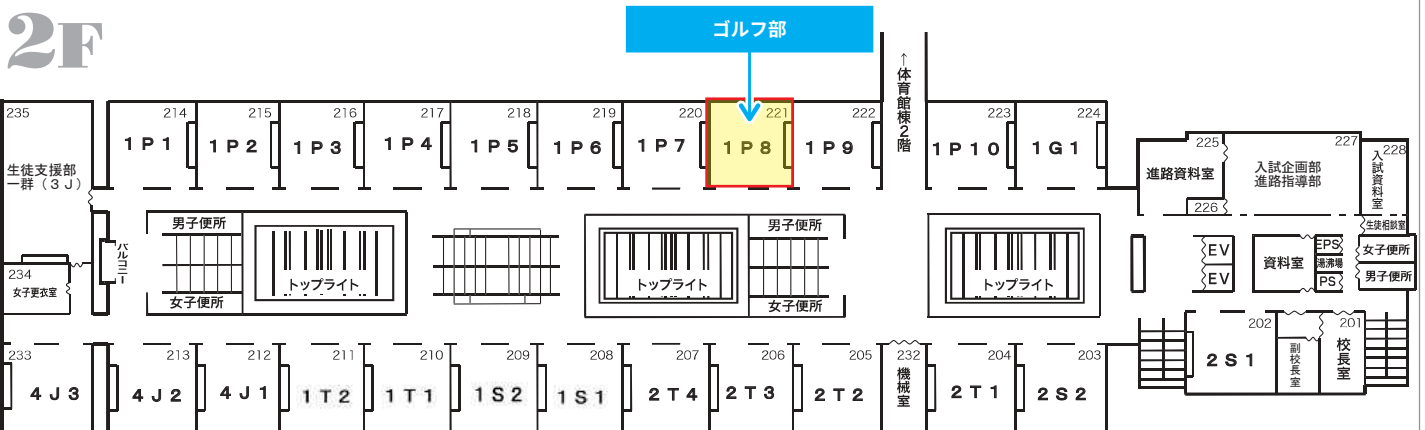 2F
ゴルフ部
↑体育館棟2階
235
214
215
216
217
218
219
220
221
222
223
224
225
227
228
1P1
1P2
1P3
1P4
1P5
1P6
1P7
1P8
1P9
1P10
1G1
生徒支援部
一群（3J）
進路資料室
226
入試企画部
進路指導部
入試資料室
生徒相談室
バルコニー
男子便所
女子便所
トップライト
トップライト
男子便所
女子便所
トップライト
EV
EV
資料室
EPS
湯沸場
PS
女子便所
男子便所
234
女子更衣室
233
213
212
211
210
209
208
207
206
205
232
204
203
202
201
4J3
4J2
4J1
1T2
1T1
1S2
1S1
2T4
2T3
2T2
機械室
2T1
2S2
2S1
副校長室
校長室